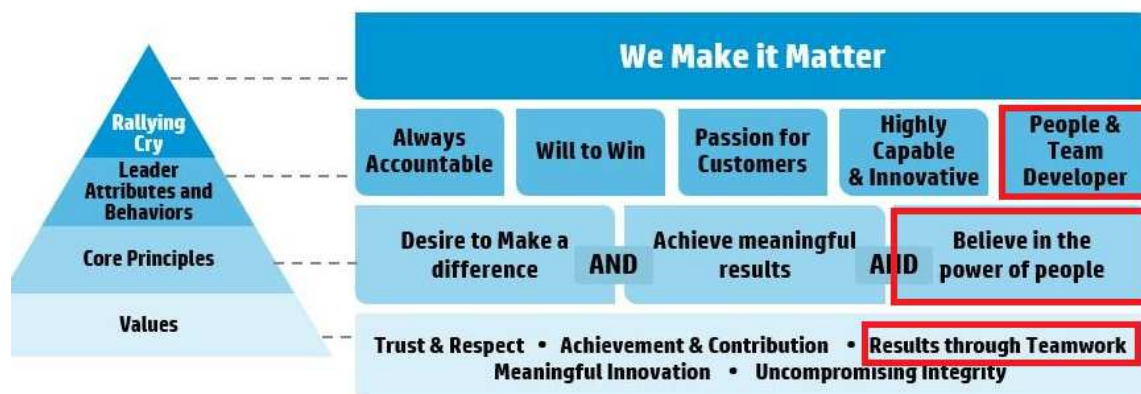 We Make it Matter
Rallying
Cry
Leader
Attributes and
Behaviors
Core Principles
Values
Always
Accountable
Will to Win
Passion for
Customers
Highly
Capable
& Innovative
People &
Team
Developer
Desire to Make a
difference
AND
Achieve meaningful
results
AND
Believe in the
power of people
Trust & Respect • Achievement & Contribution • Results through Teamwork
Meaningful Innovation • Uncompromising Integrity